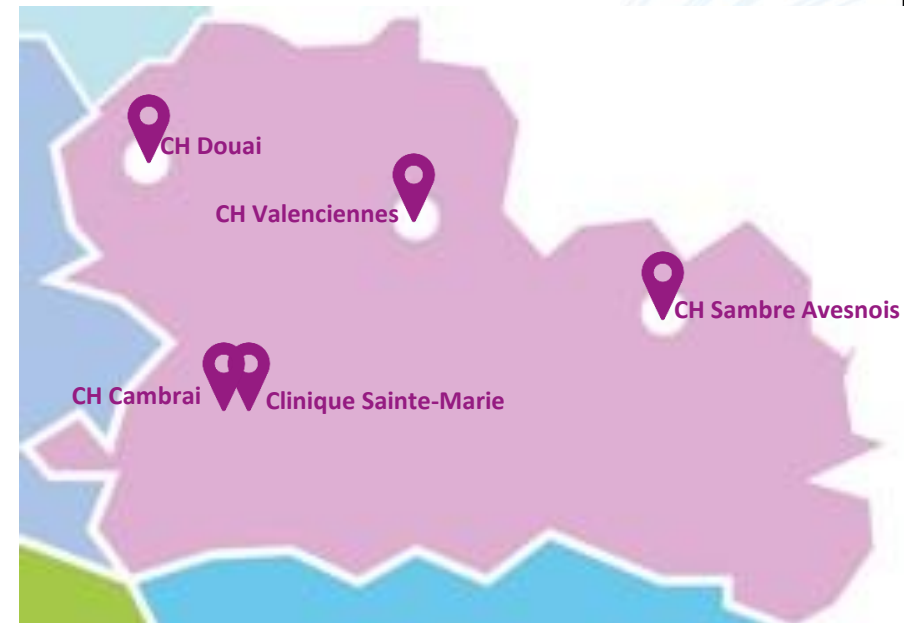 CH Douai
CH Valenciennes
CH Sambre Avesnois
CH Cambrai
Clinique Sainte-Marie